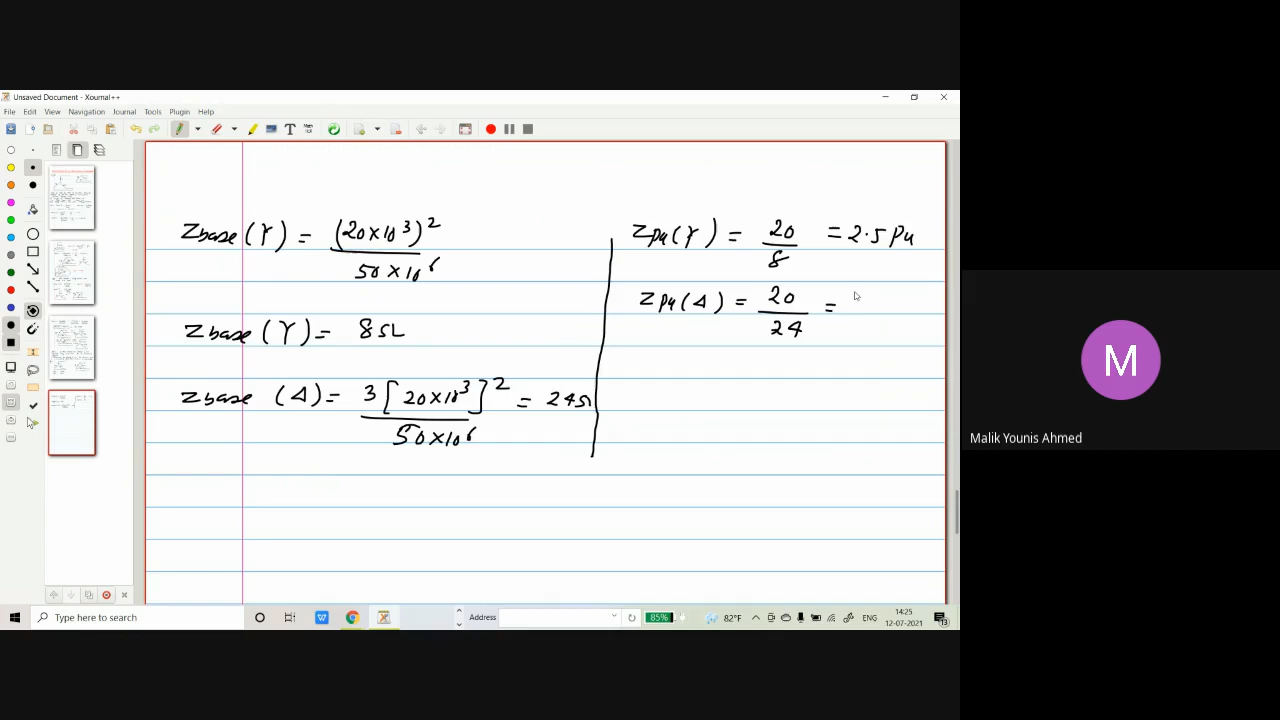 Unsaved Document - Xournal++
File Edit View Navigation Journal Tools Plugin Help
Zbase (Y) = (20×10³)² / 50×10⁶
Zbase (Y) = 8Ω
Zbase (Δ) = 3[20×10³]² / 50×10⁶ = 24Ω
Zpu(Y) = 20 / 8 = 2.5 pu
Zpu(Δ) = 20 / 24 =
M
Malik Younis Ahmed
Type here to search
Address
85%
82°F
ENG
14:25
12-07-2021